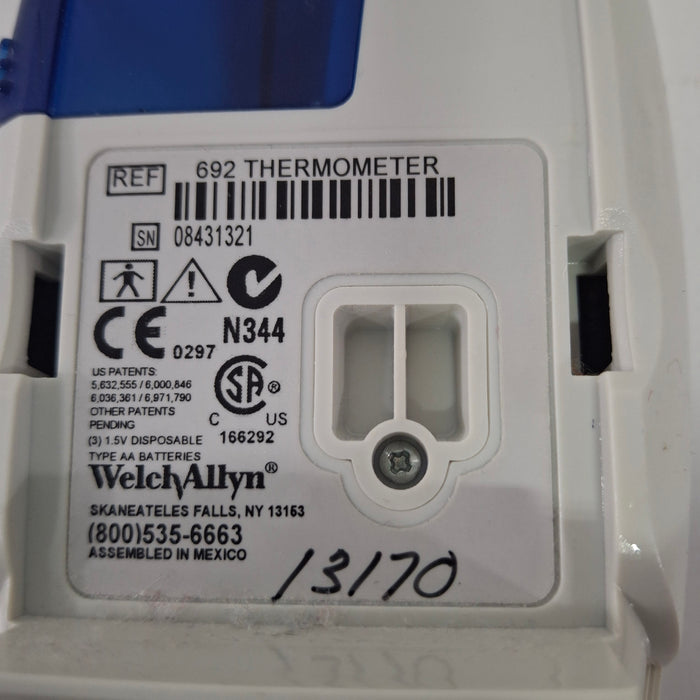 REF 692 THERMOMETER
SN 08431321
CE 0297 N344
US PATENTS:
5,632,555 / 6,000,846
6,036,361 / 6,971,790
OTHER PATENTS
PENDING
SA ®
C US
166292
(3) 1.5V DISPOSABLE
TYPE AA BATTERIES
WelchAllyn®
SKANEATELES FALLS, NY 13153
(800)535-6663
ASSEMBLED IN MEXICO
13170